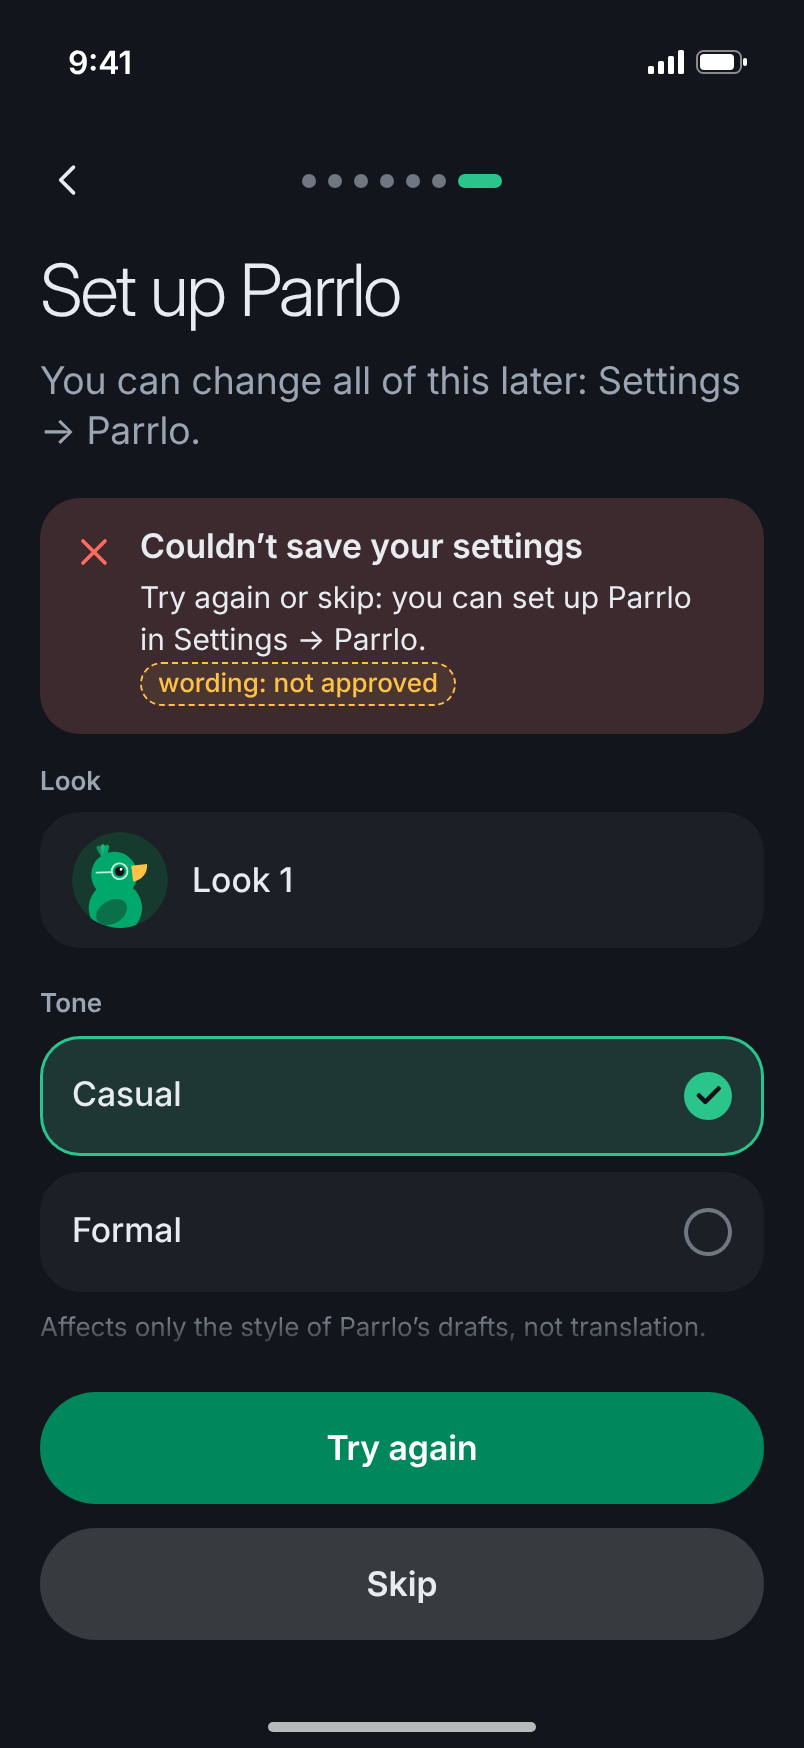 9:41
Set up Parrlo
You can change all of this later: Settings
→ Parrlo.
Couldn’t save your settings
Try again or skip: you can set up Parrlo
in Settings → Parrlo.
wording: not approved
Look
Look 1
Tone
Casual
Formal
Affects only the style of Parrlo’s drafts, not translation.
Try again
Skip